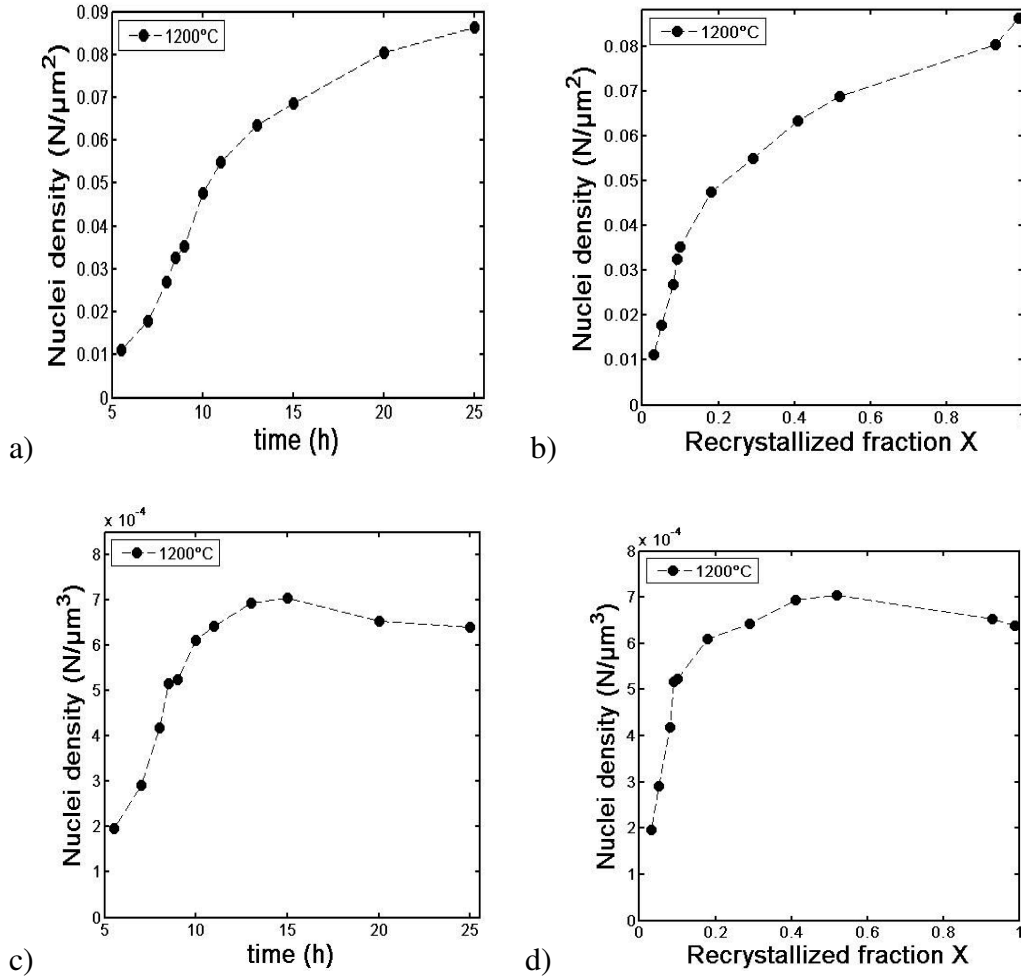 0.09
0.08
0.07
0.06
0.05
0.04
0.03
0.02
0.01
0
1200°C
Nuclei density (N/µm²)
5 10 15 20 25
time (h)
a)
0.08
0.07
0.06
0.05
0.04
0.03
0.02
0.01
0
1200°C
Nuclei density (N/µm²)
0 0.2 0.4 0.6 0.8 1
Recrystallized fraction X
b)
x 10⁻⁴
8
7
6
5
4
3
2
1
0
1200°C
Nuclei density (N/µm³)
5 10 15 20 25
time (h)
c)
x 10⁻⁴
8
7
6
5
4
3
2
1
0
1200°C
Nuclei density (N/µm³)
0 0.2 0.4 0.6 0.8 1
Recrystallized fraction X
d)